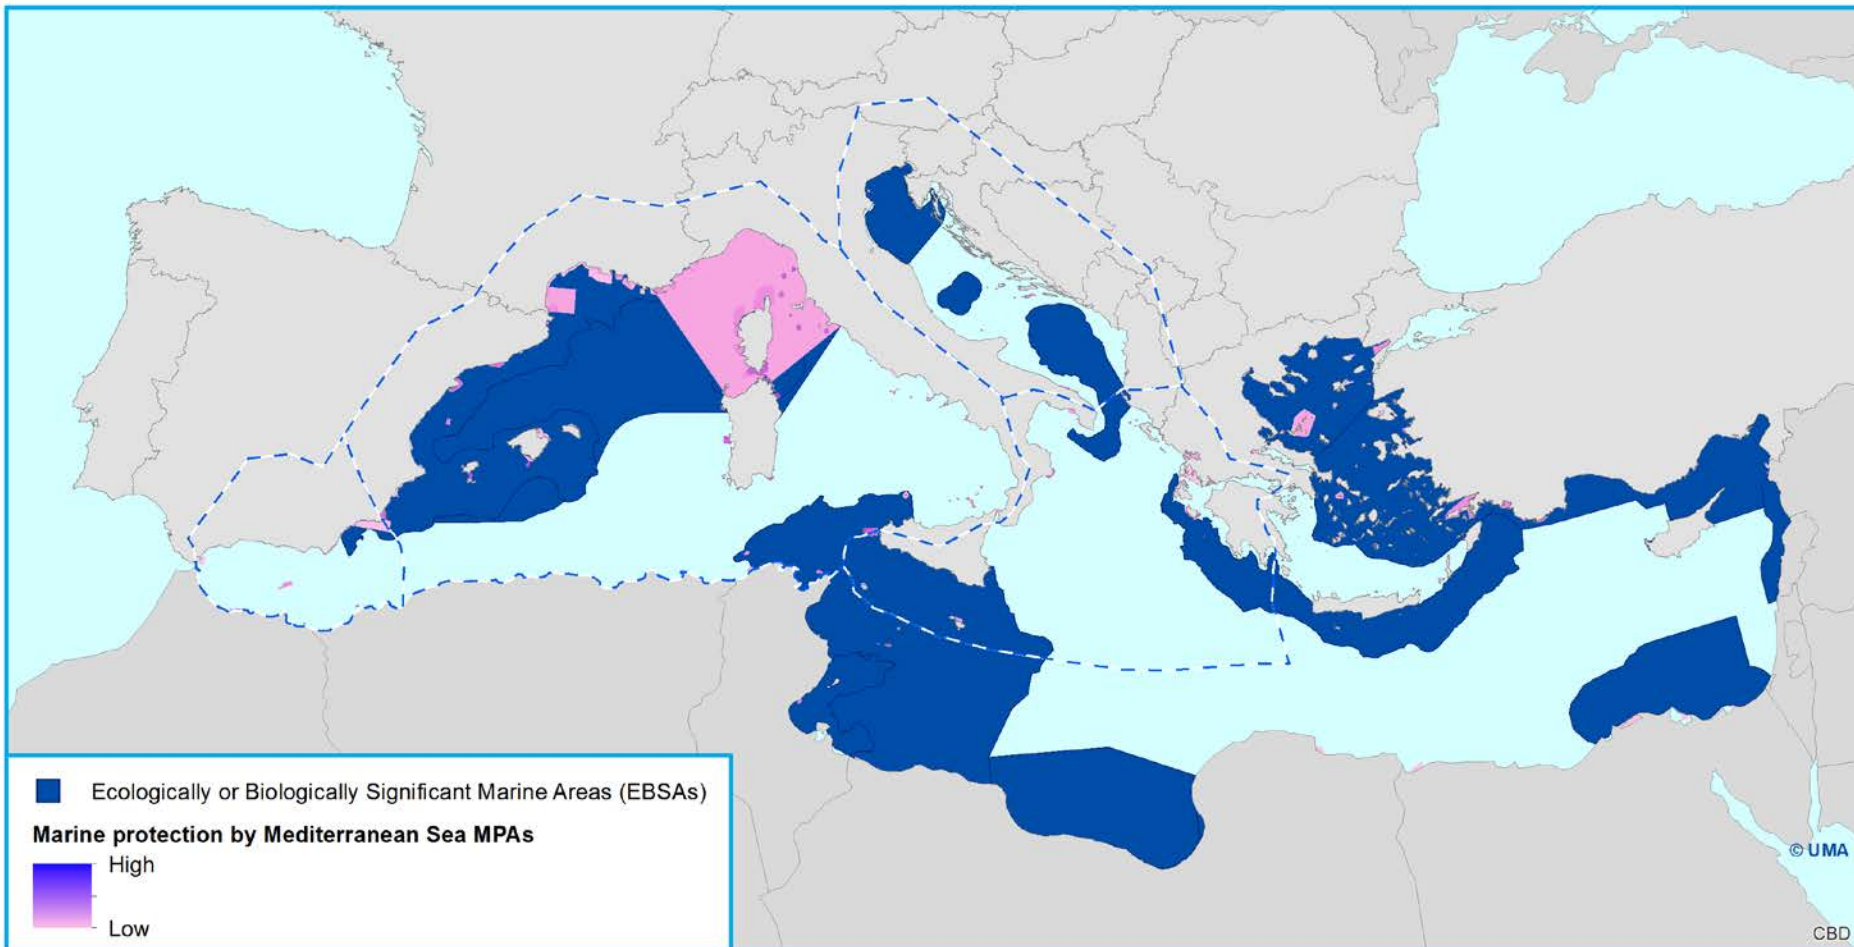 Ecologically or Biologically Significant Marine Areas (EBSAs)
Marine protection by Mediterranean Sea MPAs
High
Low
© UMA
CBD